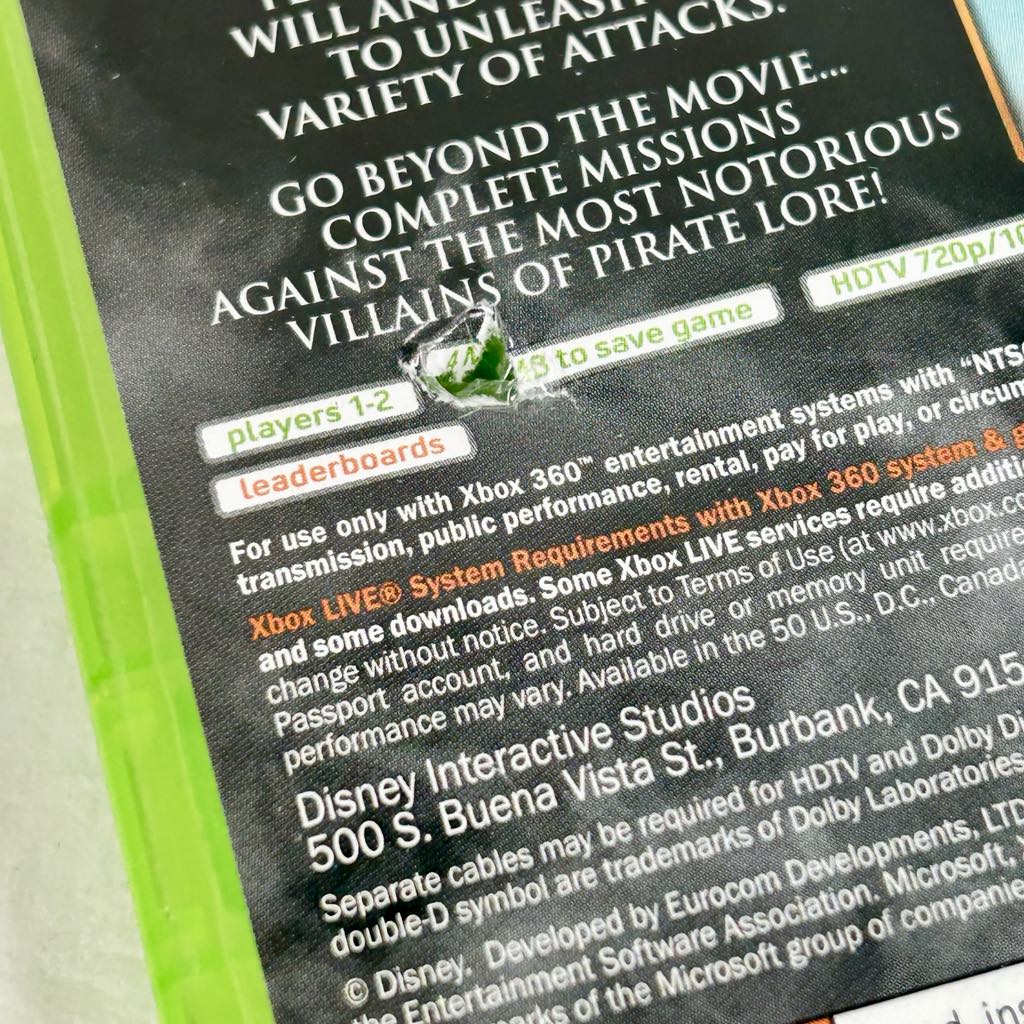 WILL AND
TO UNLEASH
VARIETY OF ATTACKS.
GO BEYOND THE MOVIE...
COMPLETE MISSIONS
AGAINST THE MOST NOTORIOUS
VILLAINS OF PIRATE LORE!
players 1-2
to save game
HDTV 720p/10
leaderboards
For use only with Xbox 360™ entertainment systems with “NTSC
transmission, public performance, rental, pay for play, or circum
Xbox LIVE® System Requirements with Xbox 360 system &
and some downloads. Some Xbox LIVE services require additi
change without notice. Subject to Terms of Use (at www.xbox.co
Passport account, and hard drive or memory unit require
performance may vary. Available in the 50 U.S., D.C., Canada
Disney Interactive Studios
500 S. Buena Vista St., Burbank, CA 915
Separate cables may be required for HDTV and Dolby Di
double-D symbol are trademarks of Dolby Laboratories
© Disney. Developed by Eurocom Developments, LTD
the Entertainment Software Association. Microsoft,
arks of the Microsoft group of companie